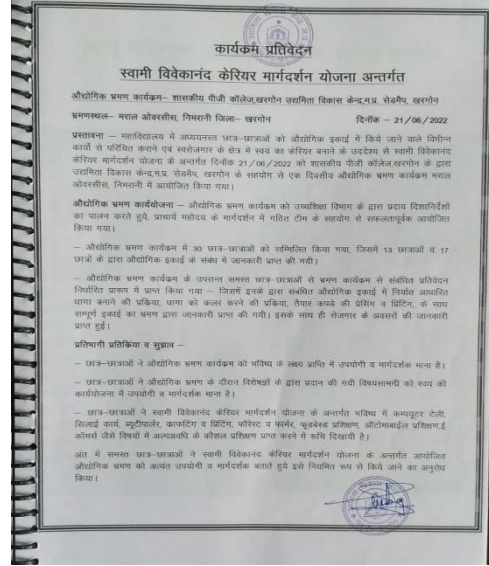 कार्यक्रम प्रतिवेदन
स्वामी विवेकानंद केरियर मार्गदर्शन योजना अन्तर्गत
औद्योगिक भ्रमण कार्यक्रम– शासकीय पीजी कॉलेज,खरगोन उद्यमिता विकास केन्द्र,म.प्र. सेडमैप, खरगोन
भ्रमणस्थल– मराल ओवरसीस, निमरानी जिला– खरगोन दिनॉक – 21/06/2022
प्रस्तावना – महाविद्यालय में अध्ययनरत छात्र–छात्राओं को औद्योगिक इकाई में किये जाने वाले विभीन्न
कार्यो से परिचित कराने एवं स्वरोजगार के क्षेत्र में स्वयं का केरियर बनाने के उददेश्य से स्वामी विवेकानंद
केरियर मार्गदर्शन योजना के अन्तर्गत दिनॉक 21/06/2022 को शासकीय पीजी कॉलेज,खरगोन के द्वारा
उद्यमिता विकास केन्द्र,म.प्र. सेडमैप, खरगोन के सहयोग से एक दिवसीय औद्योगिक भ्रमण कार्यक्रम मराल
ओवरसीस, निमरानी में आयोजित किया गया।
औद्योगिक भ्रमण कार्ययोजना – औद्योगिक भ्रमण कार्यक्रम को उच्चशिक्षा विभाग के द्वारा प्रदाय दिशानिर्देशों
का पालन करते हुये, प्राचार्य महोदय के मार्गदर्शन में गठित टीम के सहयोग से सफलतापूर्वक आयोजित
किया गया।
– औद्योगिक भ्रमण कार्यक्रम में 30 छात्र–छात्राओं को सम्मिलित किया गया, जिसमें 13 छात्राओं व 17
छात्रों के द्वारा औद्योगिक इकाई के संबंध में जानकारी प्राप्त की गयी।
– औद्योगिक भ्रमण कार्यक्रम के उपरान्त समस्त छात्र–छात्राओं से भ्रमण कार्यक्रम से संबंधित प्रतिवेदन
निर्धारित प्रारूप में प्राप्त किया गया – जिसमें इनके द्वारा संबंधित औद्योगिक इकाई में निर्यात आधारित
धागा बनाने की प्रक्रिया, धागा को कलर करने की प्रक्रिया, तैयार कपडे की प्रेसिंग व प्रिटिंग, के साथ
सम्पूर्ण इकाई का भ्रमण द्वारा जानकारी प्राप्त की गयी। इसके साथ ही रोजगार के अवसरों की जानकारी
प्राप्त हुई।
प्रतिभागी प्रतिक्रिया व सुझाव –
– छात्र–छात्राओं ने औद्योगिक भ्रमण कार्यक्रम को भविष्य के लक्ष्य प्राप्ति में उपयोगी व मार्गदर्शक माना है।
– छात्र–छात्राओं ने औद्योगिक भ्रमण के दौरान विशेषज्ञों के द्वारा प्रदान की गयी विषयसामग्री को स्वयं की
कार्ययोजना में उपयोगी व मार्गदर्शक माना है।
– छात्र–छात्राओं ने स्वामी विवेकानंद केरियर मार्गदर्शन योजना के अन्तर्गत भविष्य में कम्प्यूटर टेली,
सिलाई कार्य, ब्यूटीपार्लर, क्राफटिंग व प्रिटिंग, फॉरेस्ट व फार्मर, फूडबेस्ड प्रशिक्षण, ऑटोमाबाईल प्रशिक्षण,ई
कॉमर्स जैसे विषयों में अल्पअवधि के कौशल प्रशिक्षण प्राप्त करने में रूचि दिखायी है।
अंत में समस्त छात्र–छात्राओं ने स्वामी विवेकानंद केरियर मार्गदर्शन योजना के अन्तर्गत आयोजित
औद्योगिक भ्रमण को अत्यंत उपयोगी व मार्गदर्शक बताते हुये इसे नियमित रूप से किये जाने का अनुरोध
किया।